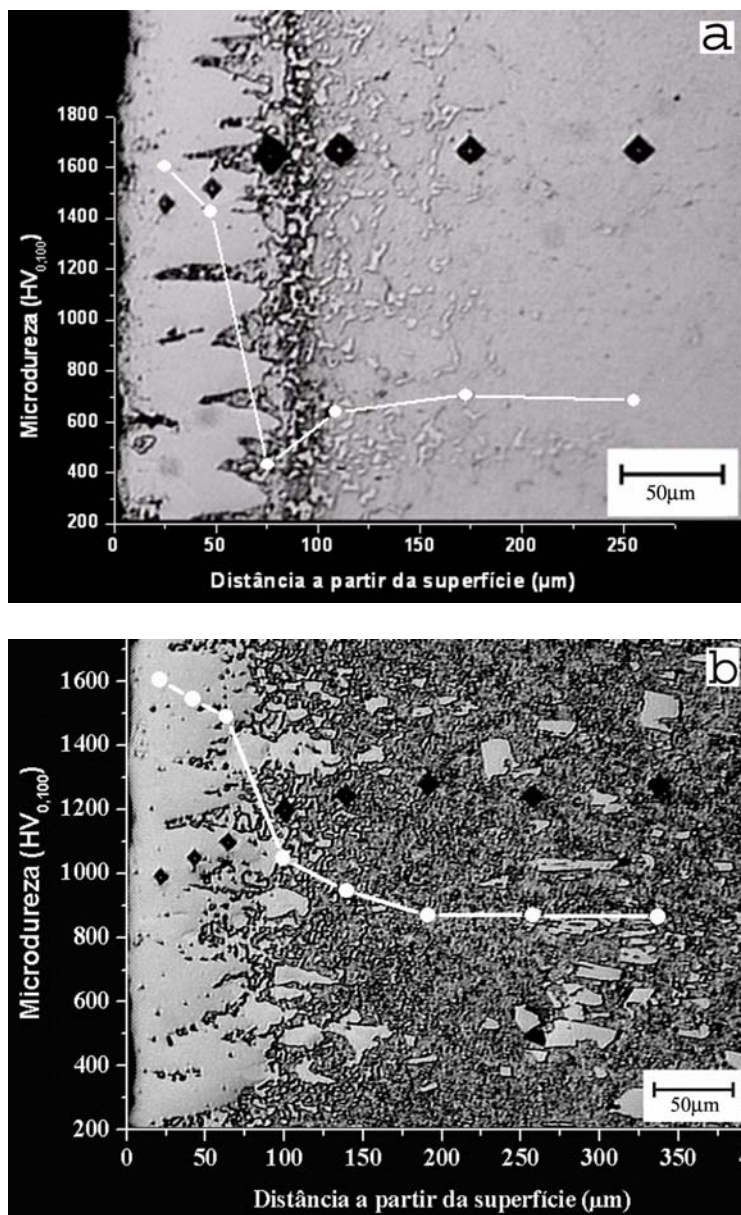 a
1800
1600
1400
1200
1000
800
600
400
200
Microdureza (HV0,100)
50μm
0 50 100 150 200 250
Distância a partir da superfície (μm)
b
1600
1400
1200
1000
800
600
400
200
Microdureza (HV0,100)
50μm
0 50 100 150 200 250 300 350
Distância a partir da superfície (μm)